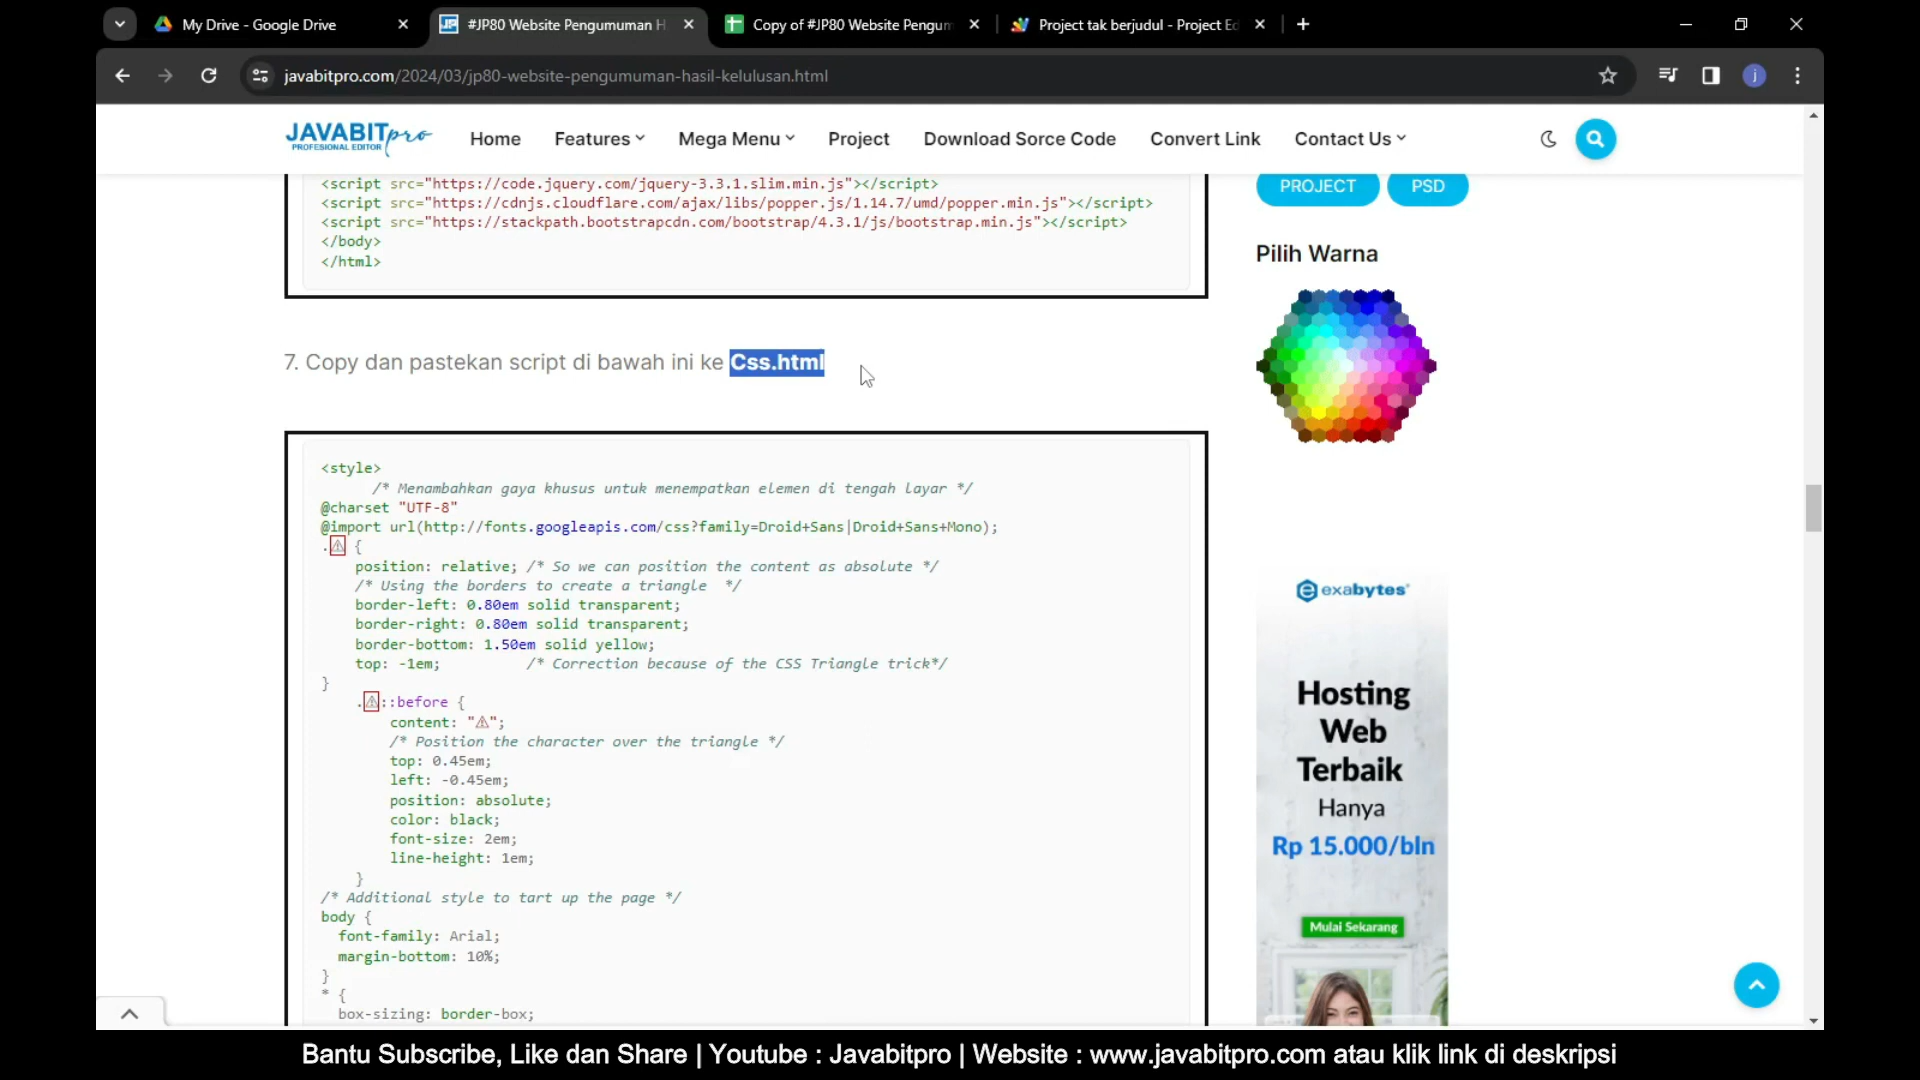 My Drive - Google Drive
#JP80 Website Pengumuman H
Copy of #JP80 Website Pengum
Project tak berjudul - Project Ed
javabitpro.com/2024/03/jp80-website-pengumuman-hasil-kelulusan.html
j
JAVABITpro
PROFESIONAL EDITOR
Home
Features
Mega Menu
Project
Download Sorce Code
Convert Link
Contact Us
<script src="https://code.jquery.com/jquery-3.3.1.slim.min.js"></script>
<script src="https://cdnjs.cloudflare.com/ajax/libs/popper.js/1.14.7/umd/popper.min.js"></script>
<script src="https://stackpath.bootstrapcdn.com/bootstrap/4.3.1/js/bootstrap.min.js"></script>
</body>
</html>
7. Copy dan pastekan script di bawah ini ke Css.html
<style>
/* Menambahkan gaya khusus untuk menempatkan elemen di tengah layar */
@charset "UTF-8"
@import url(http://fonts.googleapis.com/css?family=Droid+Sans|Droid+Sans+Mono);
.⚠ {
position: relative; /* So we can position the content as absolute */
/* Using the borders to create a triangle  */
border-left: 0.80em solid transparent;
border-right: 0.80em solid transparent;
border-bottom: 1.50em solid yellow;
top: -1em;          /* Correction because of the CSS Triangle trick*/
}
.⚠::before {
content: "⚠";
/* Position the character over the triangle */
top: 0.45em;
left: -0.45em;
position: absolute;
color: black;
font-size: 2em;
line-height: 1em;
}
/* Additional style to tart up the page */
body {
font-family: Arial;
margin-bottom: 10%;
}
* {
box-sizing: border-box;
PROJECT
PSD
Pilih Warna
exabytes
Hosting
Web
Terbaik
Hanya
Rp 15.000/bln
Mulai Sekarang
Bantu Subscribe, Like dan Share | Youtube : Javabitpro | Website : www.javabitpro.com atau klik link di deskripsi